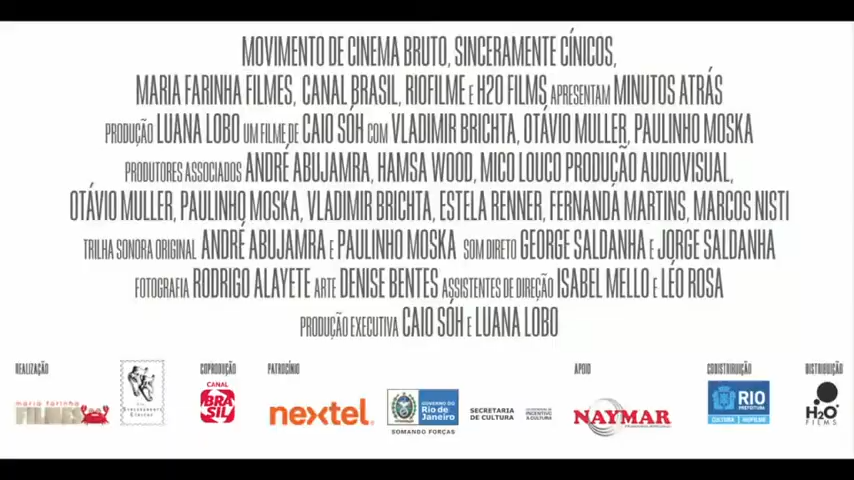 MOVIMENTO DE CINEMA BRUTO, SINCERAMENTE CÍNICOS,
MARIA FARINHA FILMES, CANAL BRASIL, RIOFILME E H2O FILMS APRESENTAM MINUTOS ATRÁS
PRODUÇÃO LUANA LOBO UM FILME DE CAIO SÓH COM VLADIMIR BRICHTA, OTÁVIO MULLER, PAULINHO MOSKA
PRODUTORES ASSOCIADOS ANDRÉ ABUJAMRA, HAMSA WOOD, MICO LOUCO PRODUÇÃO AUDIOVISUAL,
OTÁVIO MULLER, PAULINHO MOSKA, VLADIMIR BRICHTA, ESTELA RENNER, FERNANDA MARTINS, MARCOS NISTI
TRILHA SONORA ORIGINAL ANDRÉ ABUJAMRA E PAULINHO MOSKA SOM DIRETO GEORGE SALDANHA E JORGE SALDANHA
FOTOGRAFIA RODRIGO ALAYETE ARTE DENISE BENTES ASSISTENTES DE DIREÇÃO ISABEL MELLO E LÉO ROSA
PRODUÇÃO EXECUTIVA CAIO SÓH E LUANA LOBO
REALIZAÇÃO COPRODUÇÃO PATROCÍNIO APOIO CODISTRIBUIÇÃO DISTRIBUIÇÃO
maria farinha
FILMES
SINCERAMENTE
CÍNICOS
CANAL
BRA
SIL
nextel
GOVERNO DO
Rio de
Janeiro
SOMANDO FORÇAS
SECRETARIA
DE CULTURA
INCENTIVO
À CULTURA
NAYMAR
RIO
PREFEITURA
CULTURA RIOFILME
H2O
FILMS